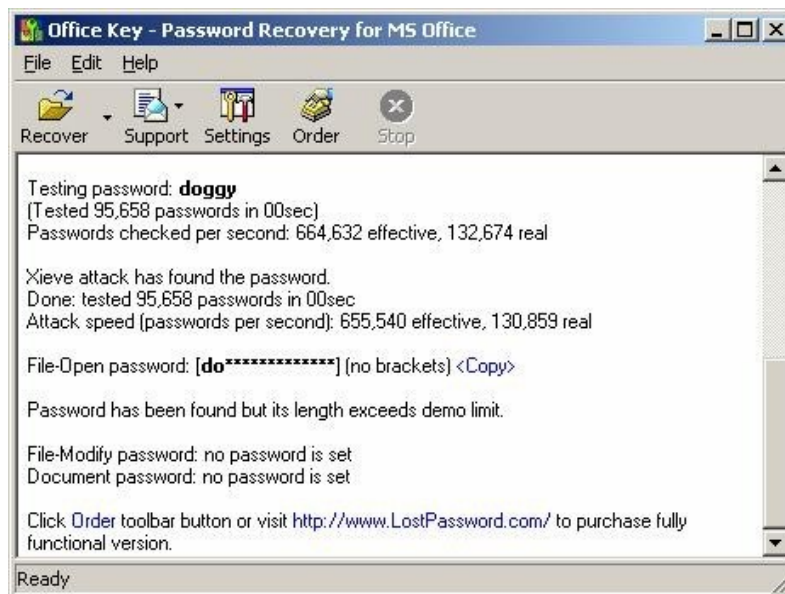 Office Key - Password Recovery for MS Office
File Edit Help
Recover Support Settings Order Stop
Testing password: doggy
(Tested 95,658 passwords in 00sec)
Passwords checked per second: 664,632 effective, 132,674 real
Xieve attack has found the password.
Done: tested 95,658 passwords in 00sec
Attack speed (passwords per second): 655,540 effective, 130,859 real
File-Open password: [do*************] (no brackets) <Copy>
Password has been found but its length exceeds demo limit.
File-Modify password: no password is set
Document password: no password is set
Click Order toolbar button or visit http://www.LostPassword.com/ to purchase fully
functional version.
Ready